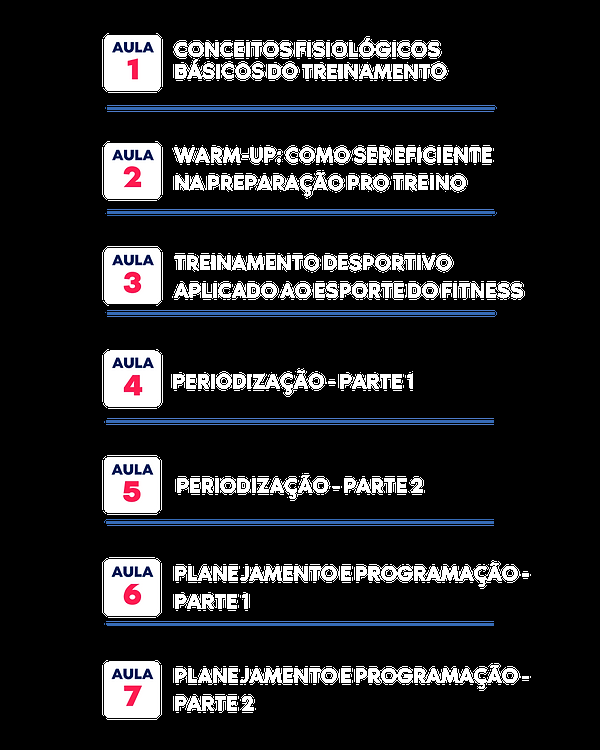 AULA
1
CONCEITOS FISIOLÓGICOS
BÁSICOS DO TREINAMENTO
AULA
2
WARM-UP: COMO SER EFICIENTE
NA PREPARAÇÃO PRO TREINO
AULA
3
TREINAMENTO DESPORTIVO
APLICADO AO ESPORTE DO FITNESS
AULA
4
PERIODIZAÇÃO - PARTE 1
AULA
5
PERIODIZAÇÃO - PARTE 2
AULA
6
PLANEJAMENTO E PROGRAMAÇÃO -
PARTE 1
AULA
7
PLANEJAMENTO E PROGRAMAÇÃO -
PARTE 2